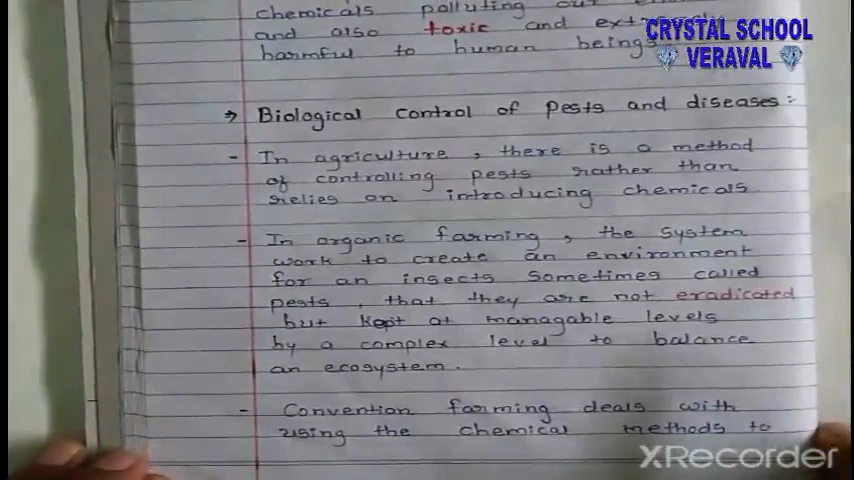 chemicals polluting our
and also toxic and
harmful to human beings
CRYSTAL SCHOOL
VERAVAL
→ Biological control of pests and diseases :
- In agriculture, there is a method
of controlling pests rather than
relies on introducing chemicals
- In organic farming, the system
work to create an environment
for an insects sometimes called
pests, that they are not eradicated
but kept at managable levels
by a complex level to balance
an ecosystem.
- Convention farming deals with
using the chemical methods to
XRecorder